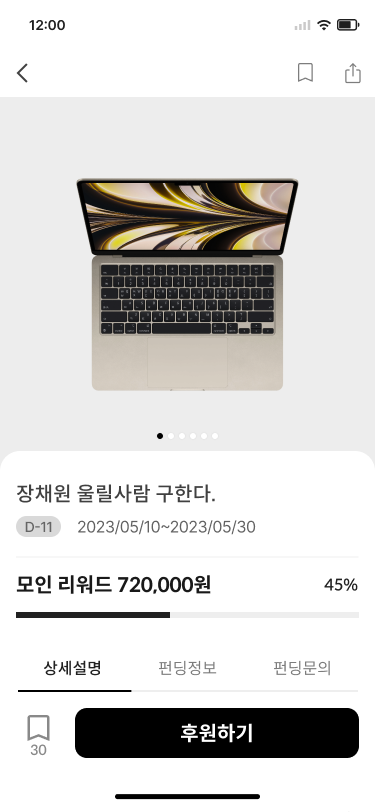 12:00
장채원 울릴사람 구한다.
D-11 2023/05/10~2023/05/30
모인 리워드 720,000원 45%
상세설명 펀딩정보 펀딩문의
30 후원하기